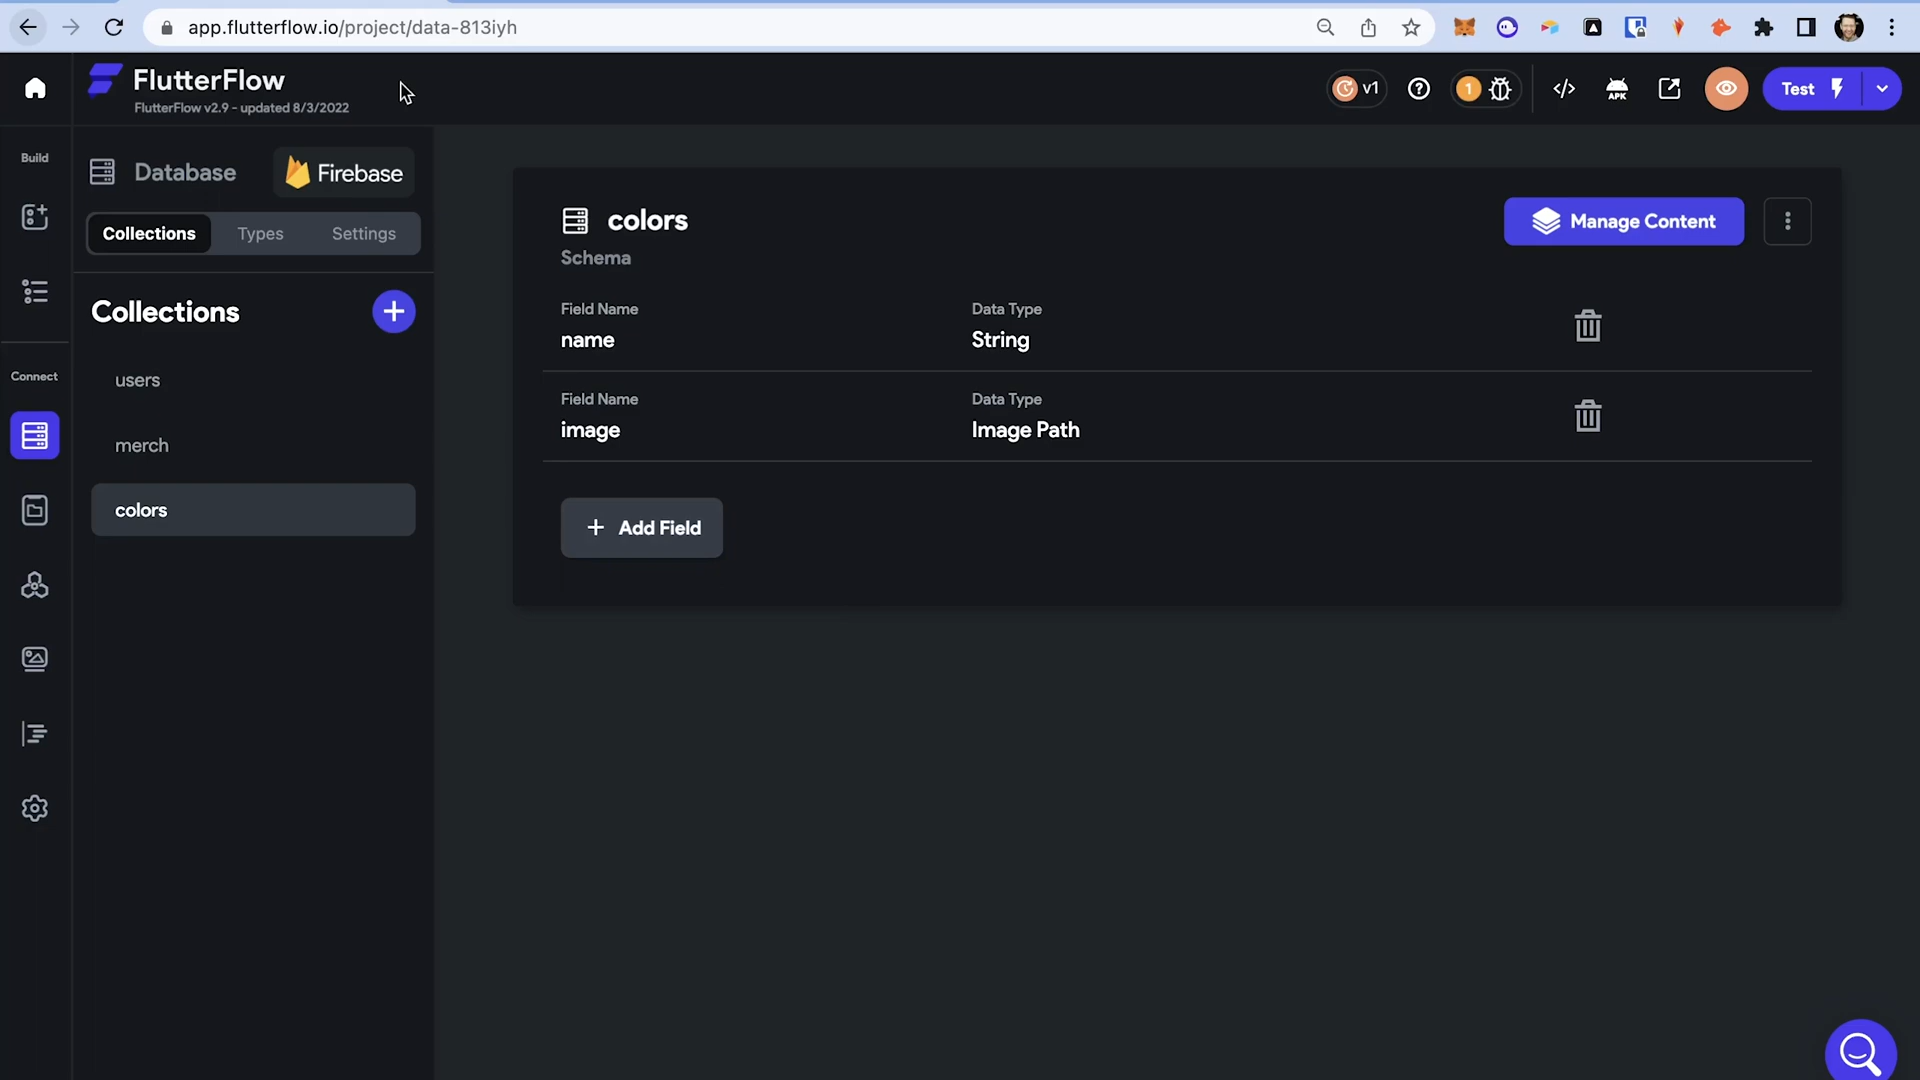 app.flutterflow.io/project/data-813iyh
FlutterFlow
FlutterFlow v2.9 - updated 8/3/2022
v1
1
APK
Test
Build
Database
Firebase
Collections
Types
Settings
Collections
users
merch
colors
Connect
colors
Schema
Manage Content
Field Name
Data Type
name
String
Field Name
Data Type
image
Image Path
+ Add Field